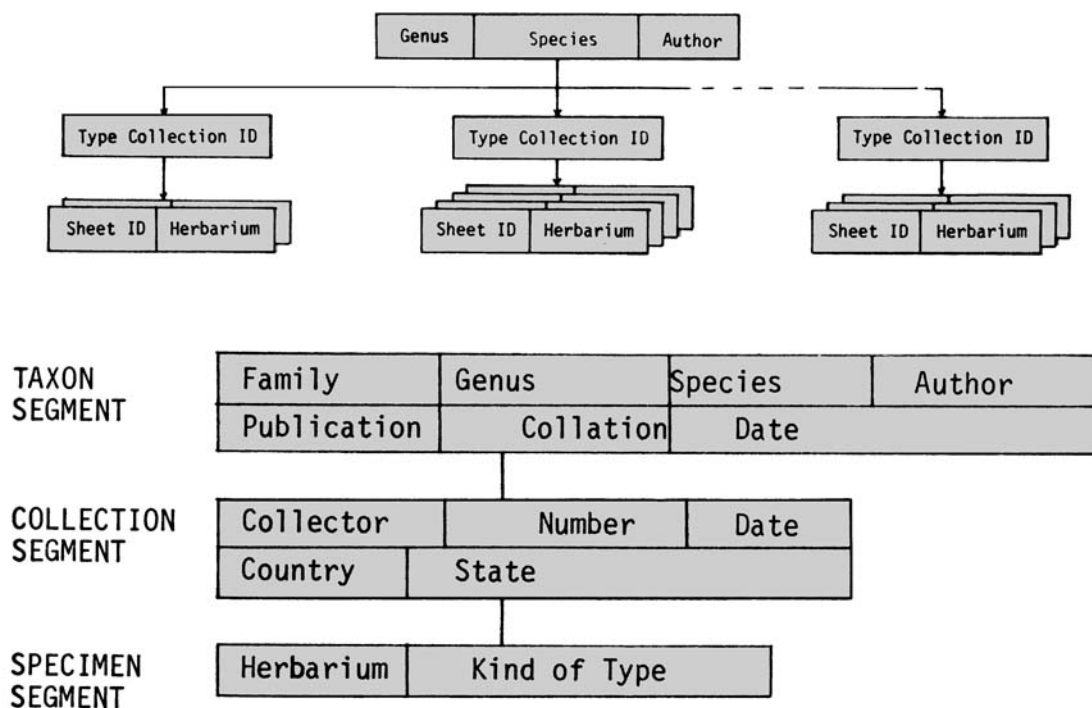 Genus Species Author
Type Collection ID Type Collection ID Type Collection ID
Sheet ID Herbarium Sheet ID Herbarium Sheet ID Herbarium
TAXON SEGMENT
Family Genus Species Author
Publication Collation Date
COLLECTION SEGMENT
Collector Number Date
Country State
SPECIMEN SEGMENT
Herbarium Kind of Type